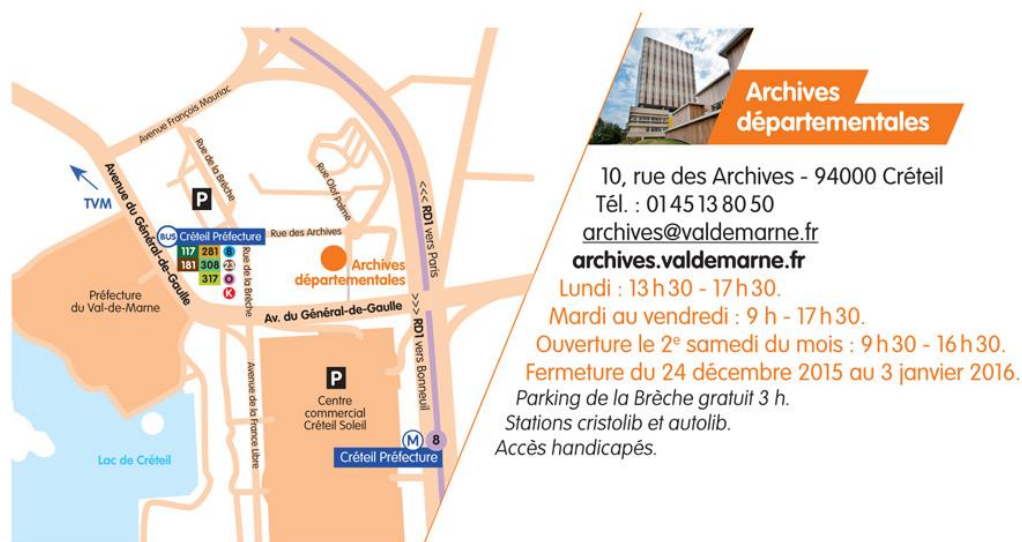 Avenue François Mauriac
Avenue du Général-de-Gaulle
TVM
Rue de la Brèche
P
Rue Olof Palme
<<< RD1 vers Paris
BUS Créteil Préfecture
117 281 8
181 308 23
317 O
K
Rue des Archives
Rue de la Brèche
Archives
départementales
Préfecture
du Val-de-Marne
Av. du Général-de-Gaulle
>>> RD1 vers Bonneuil
P
Centre
commercial
Créteil Soleil
Avenue de la France Libre
Lac de Créteil
M 8
Créteil Préfecture
Archives
départementales
10, rue des Archives - 94000 Créteil
Tél. : 01 45 13 80 50
archives@valdemarne.fr
archives.valdemarne.fr
Lundi : 13 h 30 - 17 h 30.
Mardi au vendredi : 9 h - 17 h 30.
Ouverture le 2e samedi du mois : 9 h 30 - 16 h 30.
Fermeture du 24 décembre 2015 au 3 janvier 2016.
Parking de la Brèche gratuit 3 h.
Stations cristolib et autolib.
Accès handicapés.